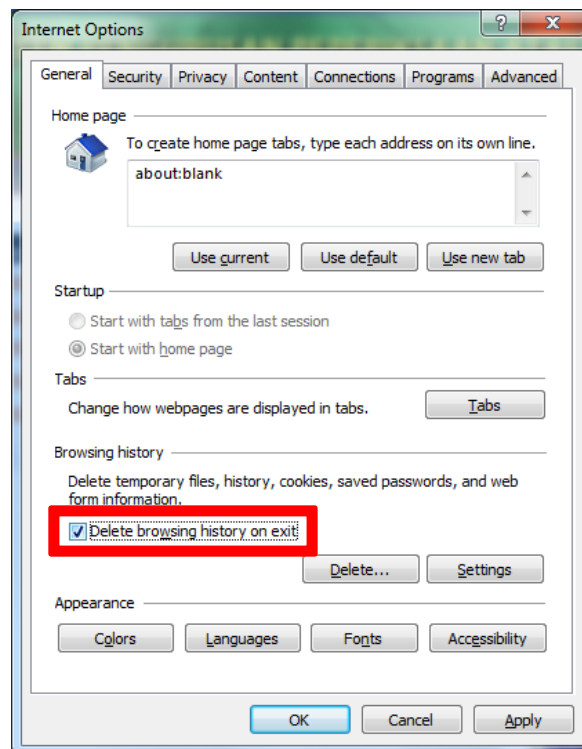 Internet Options
General Security Privacy Content Connections Programs Advanced
Home page
To create home page tabs, type each address on its own line.
about:blank
Use current Use default Use new tab
Startup
Start with tabs from the last session
Start with home page
Tabs
Change how webpages are displayed in tabs. Tabs
Browsing history
Delete temporary files, history, cookies, saved passwords, and web
form information.
Delete browsing history on exit
Delete... Settings
Appearance
Colors Languages Fonts Accessibility
OK Cancel Apply